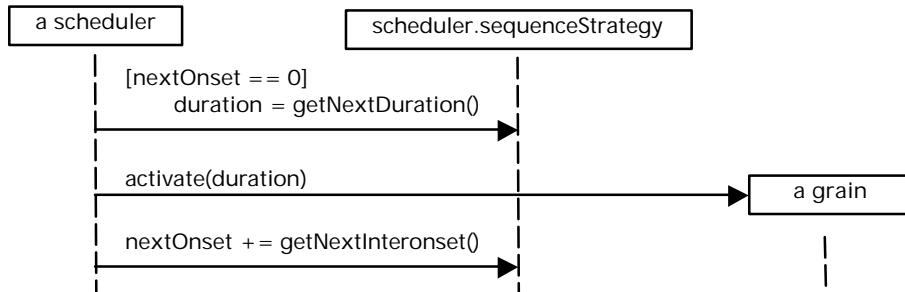 a scheduler
scheduler.sequenceStrategy
[nextOnset == 0]
duration = getNextDuration()
activate(duration)
a grain
nextOnset += getNextInteronset()